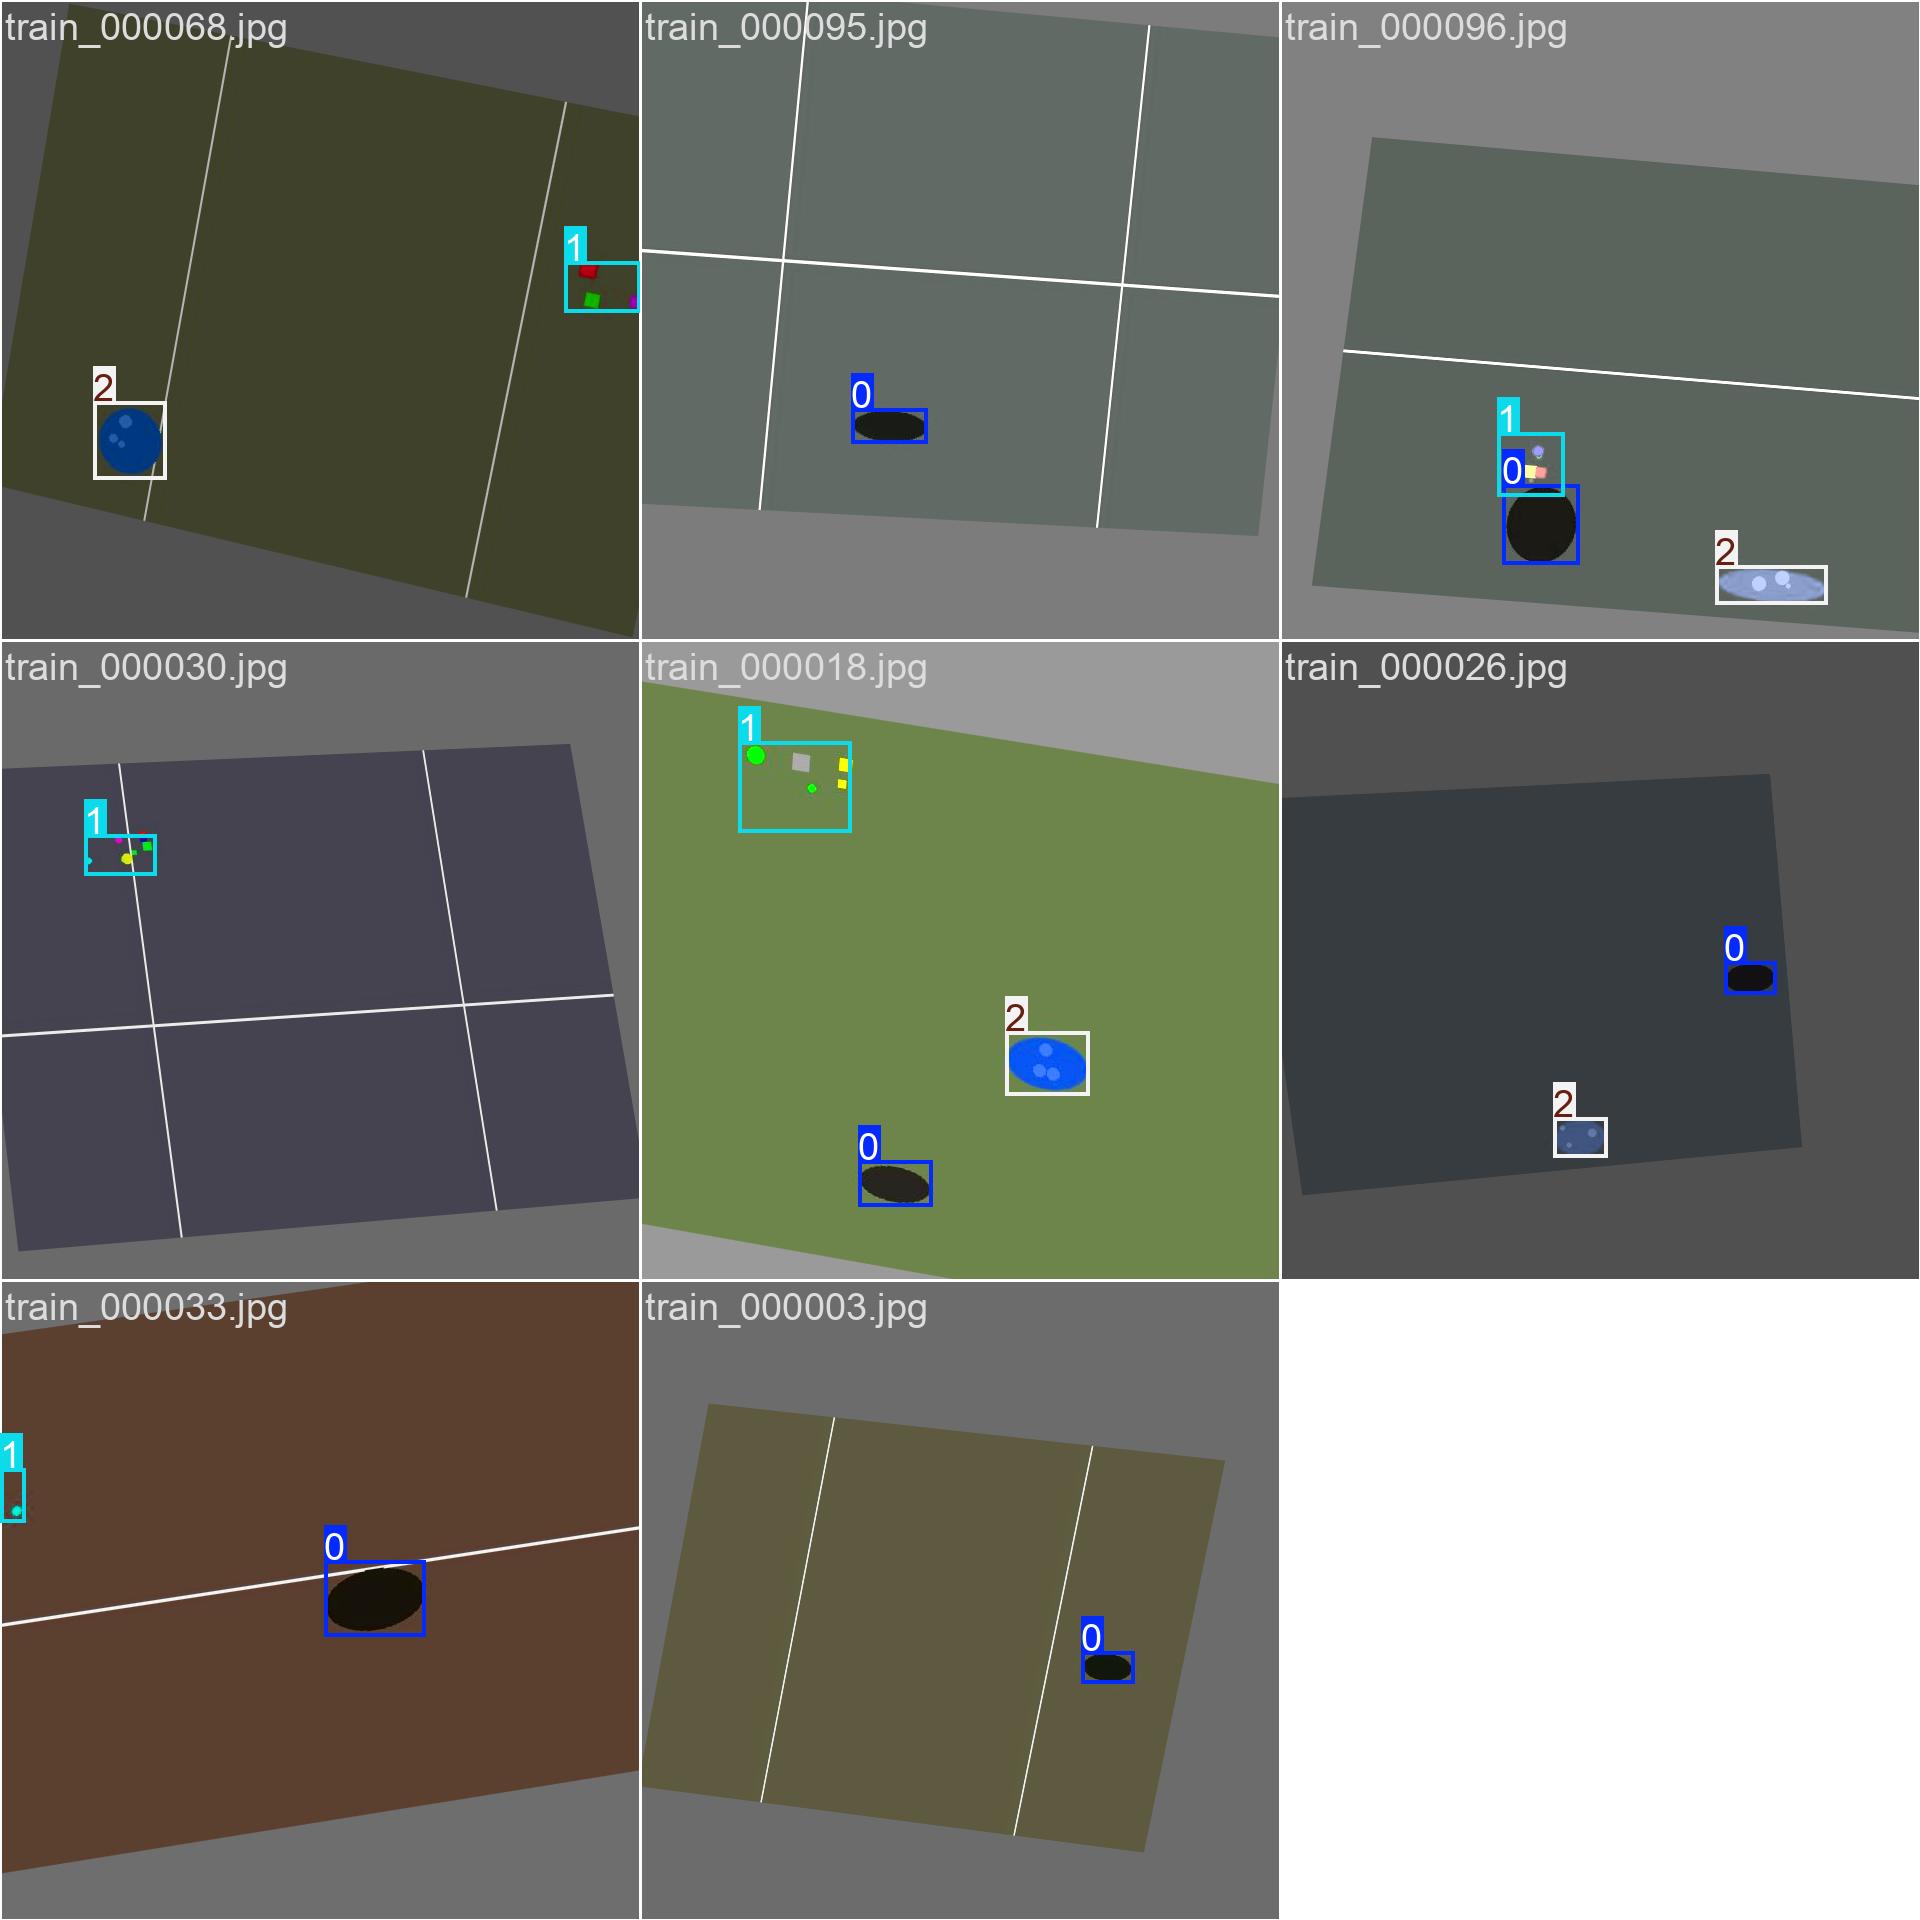 train_000068.jpg
train_000095.jpg
train_000096.jpg
1
2
0
1
0
2
train_000030.jpg
train_000018.jpg
train_000026.jpg
1
1
2
0
0
2
train_000033.jpg
train_000003.jpg
1
0
0